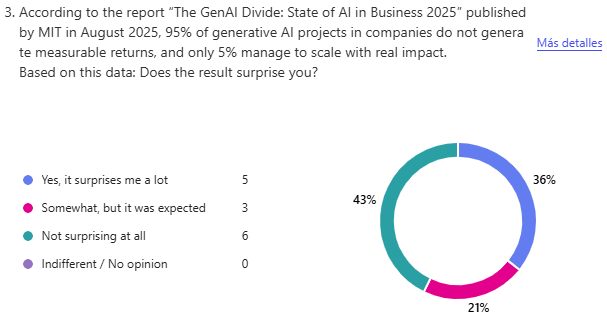 3. According to the report “The GenAI Divide: State of AI in Business 2025” published
by MIT in August 2025, 95% of generative AI projects in companies do not genera
te measurable returns, and only 5% manage to scale with real impact.
Based on this data: Does the result surprise you?
Más detalles
Yes, it surprises me a lot 5
Somewhat, but it was expected 3
Not surprising at all 6
Indifferent / No opinion 0
36%
43%
21%